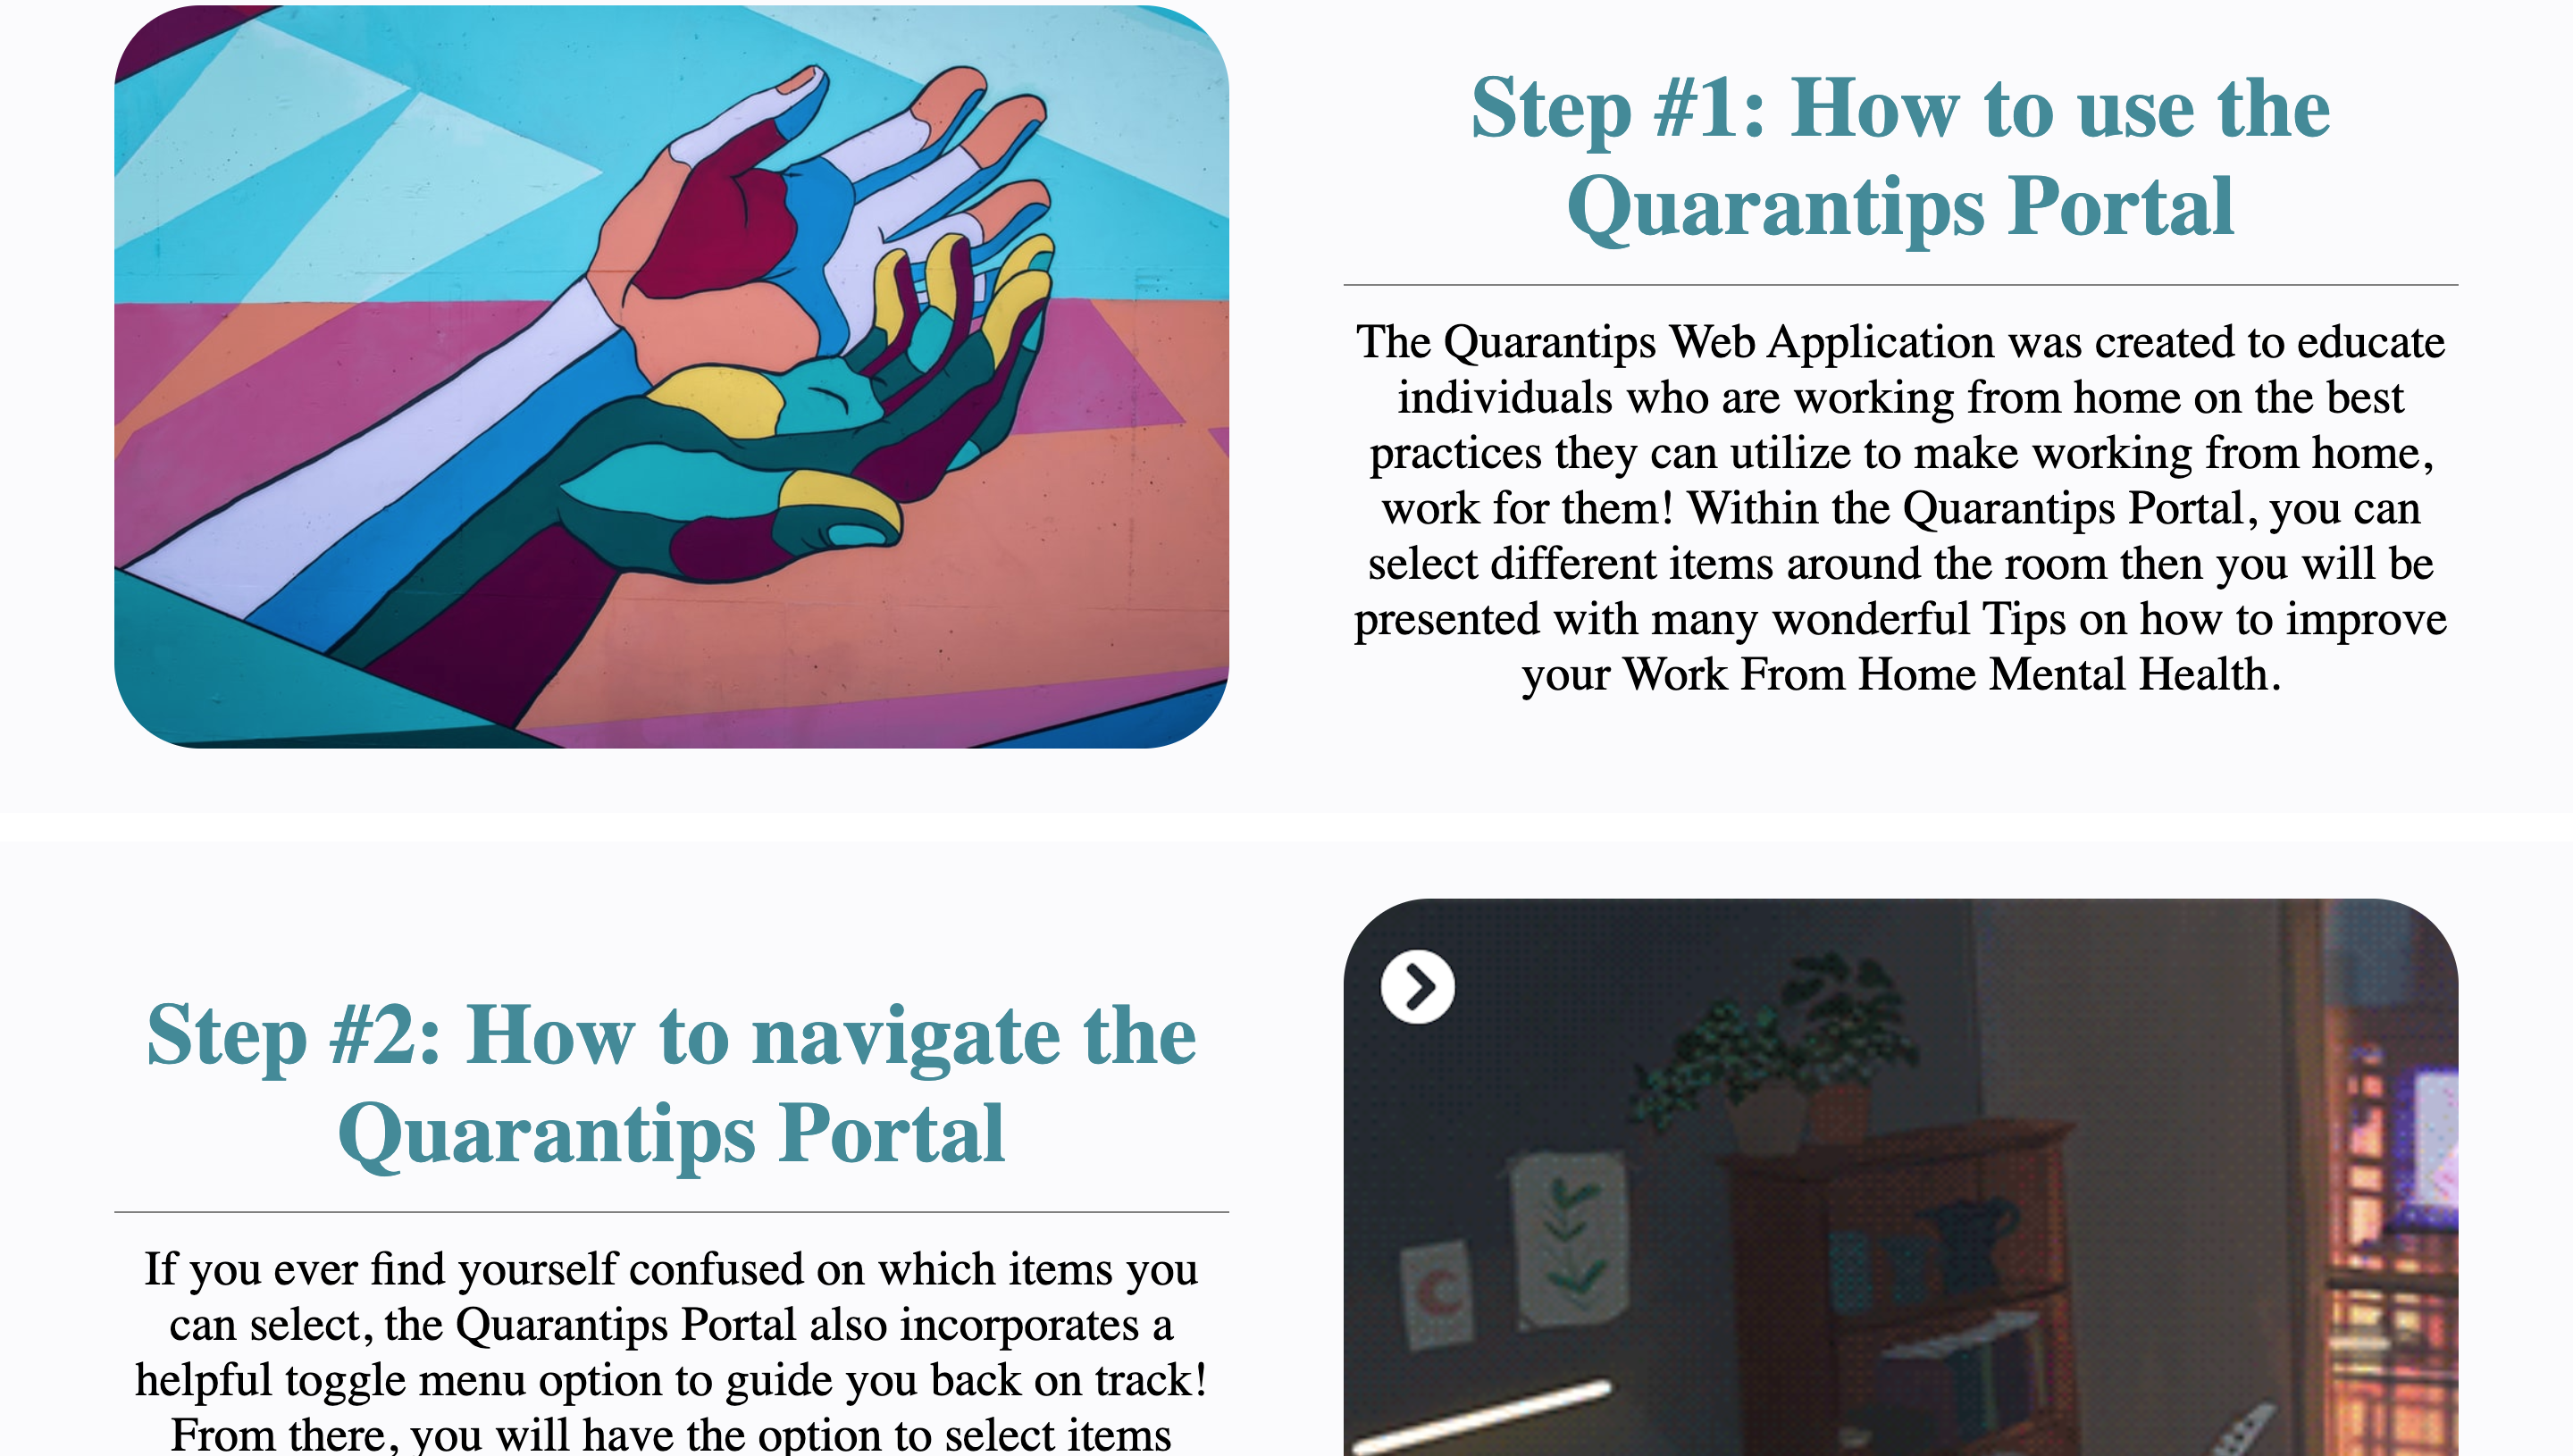 Step #1: How to use the
Quarantips Portal
The Quarantips Web Application was created to educate
individuals who are working from home on the best
practices they can utilize to make working from home,
work for them! Within the Quarantips Portal, you can
select different items around the room then you will be
presented with many wonderful Tips on how to improve
your Work From Home Mental Health.
Step #2: How to navigate the
Quarantips Portal
If you ever find yourself confused on which items you
can select, the Quarantips Portal also incorporates a
helpful toggle menu option to guide you back on track!
From there, you will have the option to select items